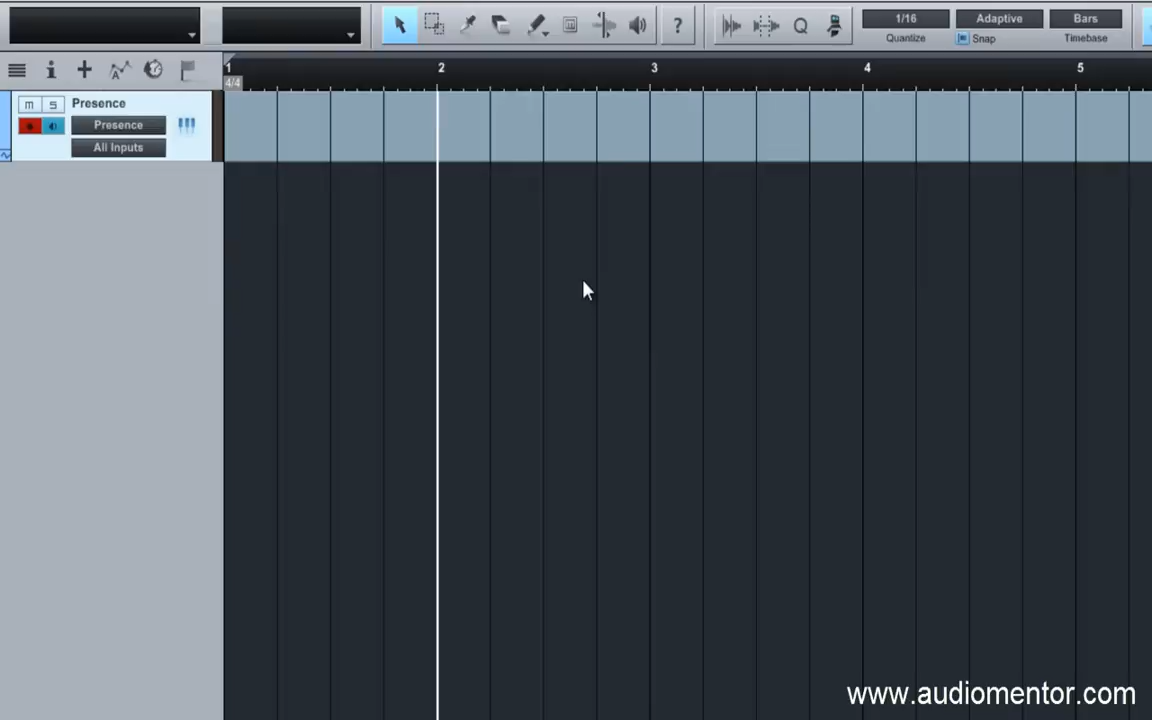 ?
Q
1/16
Adaptive
Bars
Quantize
Snap
Timebase
1
2
3
4
5
4/4
m
s
Presence
Presence
All Inputs
www.audiomentor.com